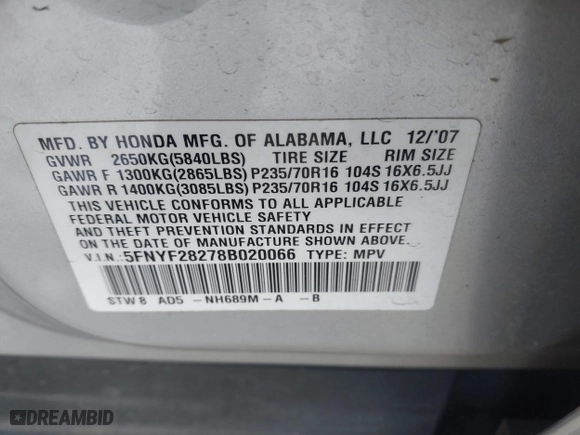 MFD. BY HONDA MFG. OF ALABAMA, LLC 12/'07
GVWR 2650KG(5840LBS) TIRE SIZE RIM SIZE
GAWR F 1300KG(2865LBS) P235/70R16 104S 16X6.5JJ
GAWR R 1400KG(3085LBS) P235/70R16 104S 16X6.5JJ
THIS VEHICLE CONFORMS TO ALL APPLICABLE
FEDERAL MOTOR VEHICLE SAFETY
AND THEFT PREVENTION STANDARDS IN EFFECT
ON THE DATE OF MANUFACTURE SHOWN ABOVE.
V.I.N.: 5FNYF28278B020066 TYPE: MPV
STW8 AD5 -NH689M-A -B
DREAMBID